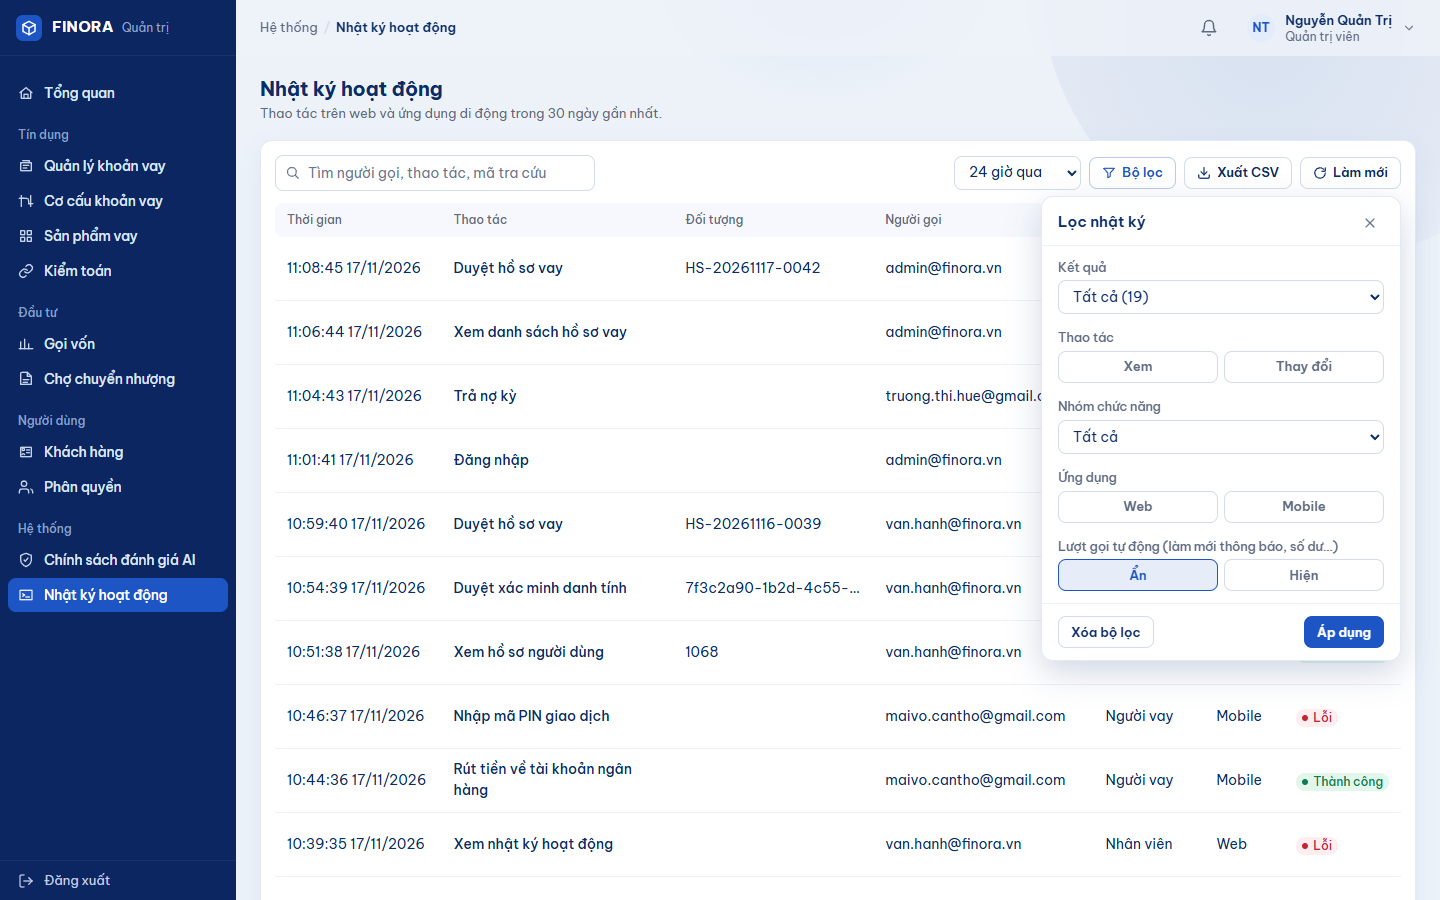 FINORA Quản trị
Hệ thống / Nhật ký hoạt động
NT
Nguyễn Quản Trị
Quản trị viên
Tổng quan
Tín dụng
Quản lý khoản vay
Cơ cấu khoản vay
Sản phẩm vay
Kiểm toán
Đầu tư
Gọi vốn
Chợ chuyển nhượng
Người dùng
Khách hàng
Phân quyền
Hệ thống
Chính sách đánh giá AI
Nhật ký hoạt động
Đăng xuất
Nhật ký hoạt động
Thao tác trên web và ứng dụng di động trong 30 ngày gần nhất.
Tìm người gọi, thao tác, mã tra cứu
24 giờ qua
Bộ lọc
Xuất CSV
Làm mới
Thời gian Thao tác Đối tượng Người gọi
11:08:45 17/11/2026 Duyệt hồ sơ vay HS-20261117-0042 admin@finora.vn
11:06:44 17/11/2026 Xem danh sách hồ sơ vay admin@finora.vn
11:04:43 17/11/2026 Trả nợ kỳ truong.thi.hue@gmail.c
11:01:41 17/11/2026 Đăng nhập admin@finora.vn
10:59:40 17/11/2026 Duyệt hồ sơ vay HS-20261116-0039 van.hanh@finora.vn
10:54:39 17/11/2026 Duyệt xác minh danh tính 7f3c2a90-1b2d-4c55-... van.hanh@finora.vn
10:51:38 17/11/2026 Xem hồ sơ người dùng 1068 van.hanh@finora.vn
10:46:37 17/11/2026 Nhập mã PIN giao dịch maivo.cantho@gmail.com Người vay Mobile Lỗi
10:44:36 17/11/2026 Rút tiền về tài khoản ngân hàng maivo.cantho@gmail.com Người vay Mobile Thành công
10:39:35 17/11/2026 Xem nhật ký hoạt động van.hanh@finora.vn Nhân viên Web Lỗi
Lọc nhật ký
Kết quả
Tất cả (19)
Thao tác
Xem Thay đổi
Nhóm chức năng
Tất cả
Ứng dụng
Web Mobile
Lượt gọi tự động (làm mới thông báo, số dư...)
Ẩn Hiện
Xóa bộ lọc Áp dụng